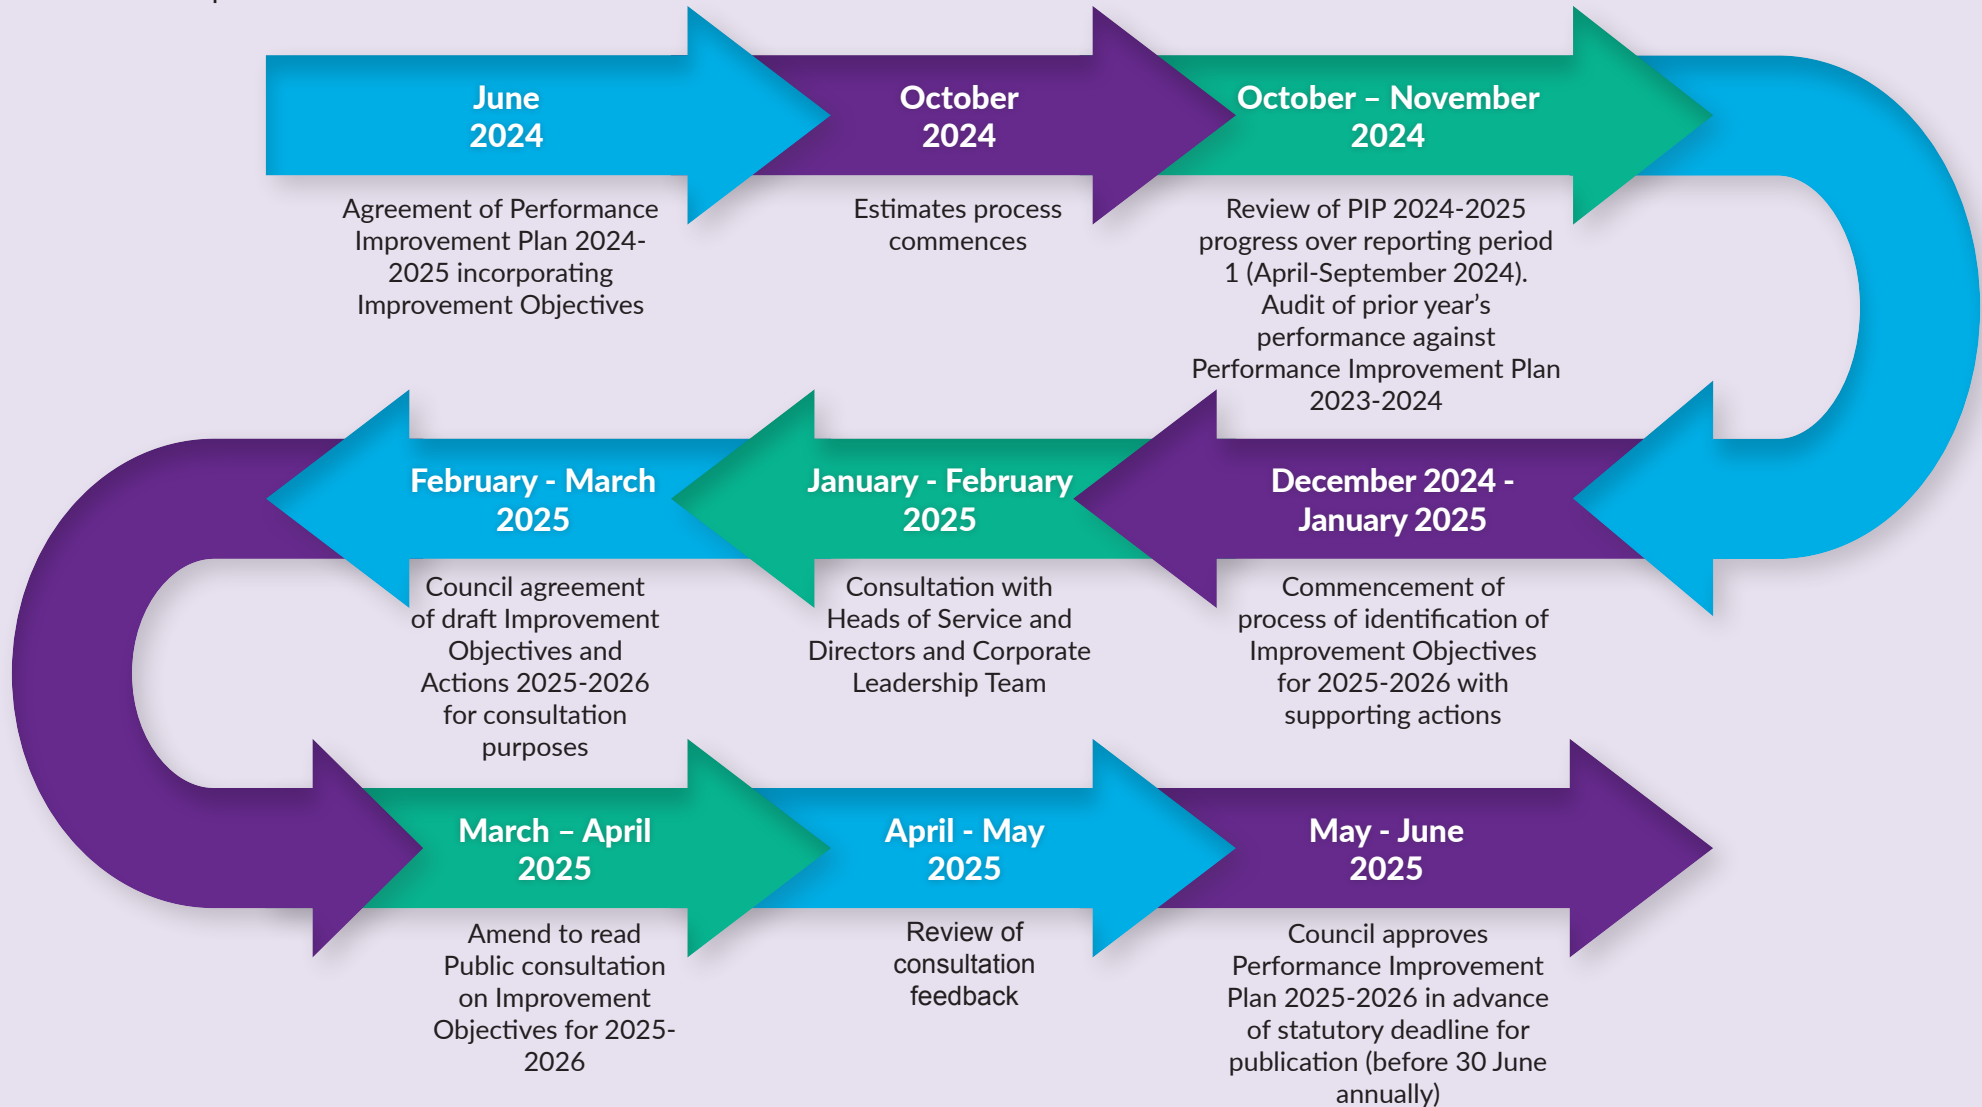 June
2024
Agreement of Performance
Improvement Plan 2024-
2025 incorporating
Improvement Objectives
October
2024
Estimates process
commences
October – November
2024
Review of PIP 2024-2025
progress over reporting period
1 (April-September 2024).
Audit of prior year’s
performance against
Performance Improvement Plan
2023-2024
December 2024 -
January 2025
Commencement of
process of identification of
Improvement Objectives
for 2025-2026 with
supporting actions
January - February
2025
Consultation with
Heads of Service and
Directors and Corporate
Leadership Team
February - March
2025
Council agreement
of draft Improvement
Objectives and
Actions 2025-2026
for consultation
purposes
March – April
2025
Amend to read
Public consultation
on Improvement
Objectives for 2025-
2026
April - May
2025
Review of
consultation
feedback
May - June
2025
Council approves
Performance Improvement
Plan 2025-2026 in advance
of statutory deadline for
publication (before 30 June
annually)